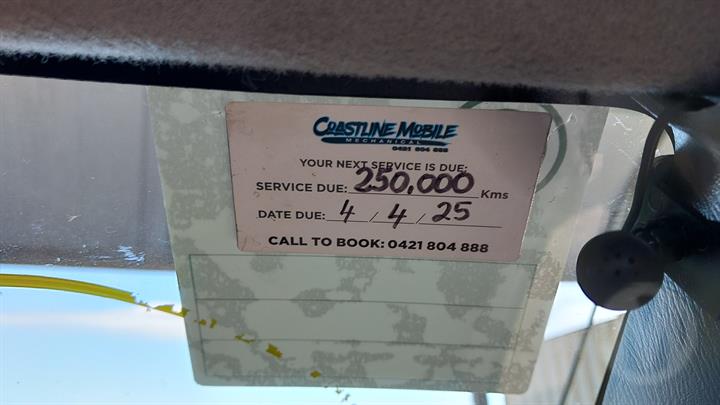 COASTLINE MOBILE
MECHANICAL
0421 804 888
YOUR NEXT SERVICE IS DUE:
SERVICE DUE: 250,000 Kms
DATE DUE: 4 / 4 / 25
CALL TO BOOK: 0421 804 888